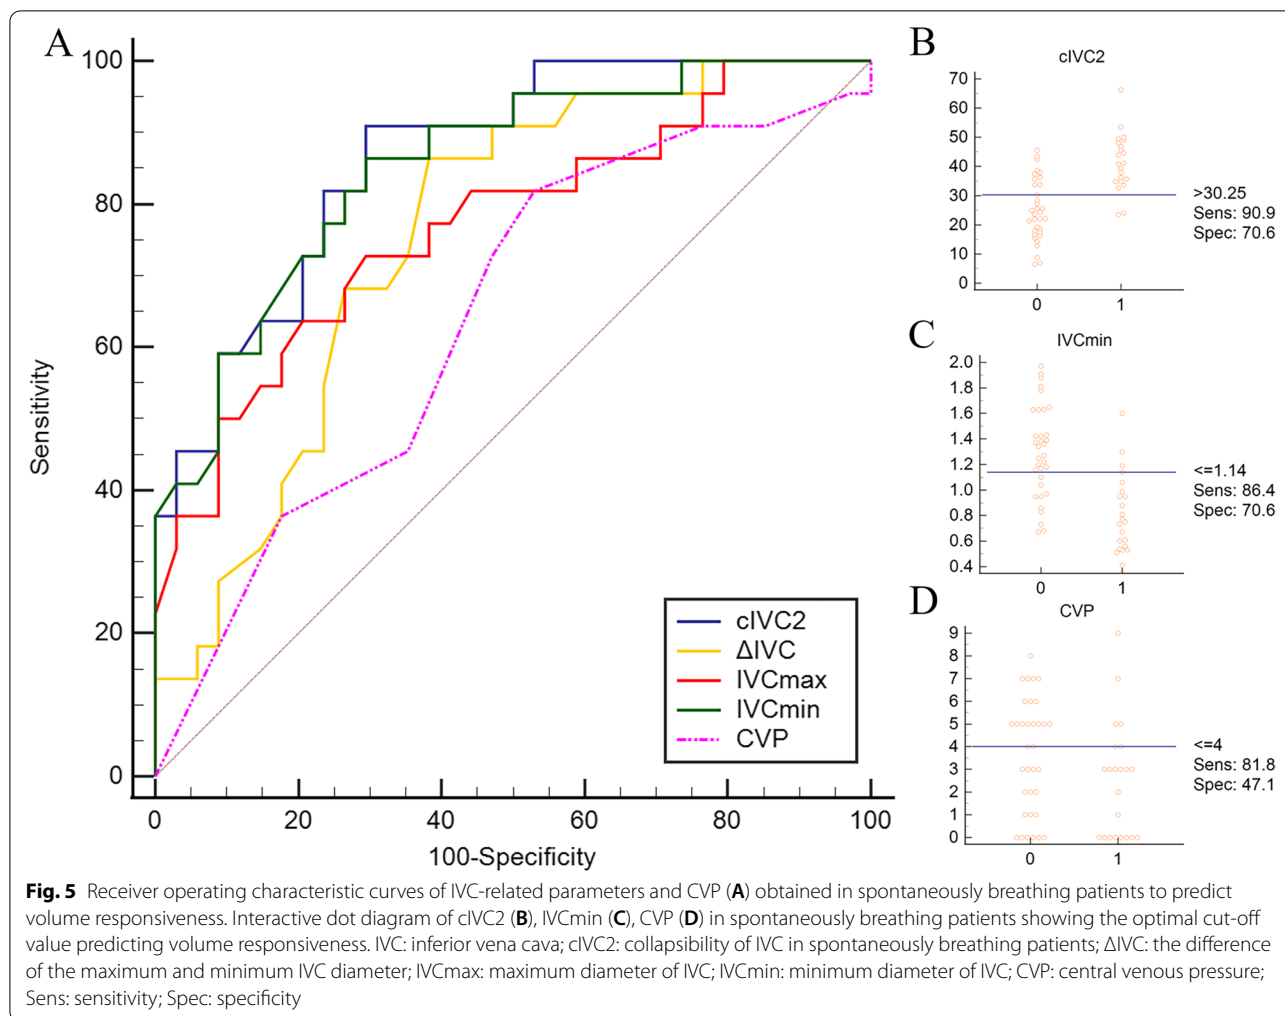 A
100
80
60
40
20
0
Sensitivity
0 20 40 60 80 100
100-Specificity
cIVC2
ΔIVC
IVCmax
IVCmin
CVP
B
cIVC2
70
60
50
40
30
20
10
0
0 1
>30.25
Sens: 90.9
Spec: 70.6
C
IVCmin
2.0
1.8
1.6
1.4
1.2
1.0
0.8
0.6
0.4
0 1
<=1.14
Sens: 86.4
Spec: 70.6
D
CVP
9
8
7
6
5
4
3
2
1
0
0 1
<=4
Sens: 81.8
Spec: 47.1
Fig. 5 Receiver operating characteristic curves of IVC-related parameters and CVP (A) obtained in spontaneously breathing patients to predict
volume responsiveness. Interactive dot diagram of cIVC2 (B), IVCmin (C), CVP (D) in spontaneously breathing patients showing the optimal cut-off
value predicting volume responsiveness. IVC: inferior vena cava; cIVC2: collapsibility of IVC in spontaneously breathing patients; ΔIVC: the difference
of the maximum and minimum IVC diameter; IVCmax: maximum diameter of IVC; IVCmin: minimum diameter of IVC; CVP: central venous pressure;
Sens: sensitivity; Spec: specificity